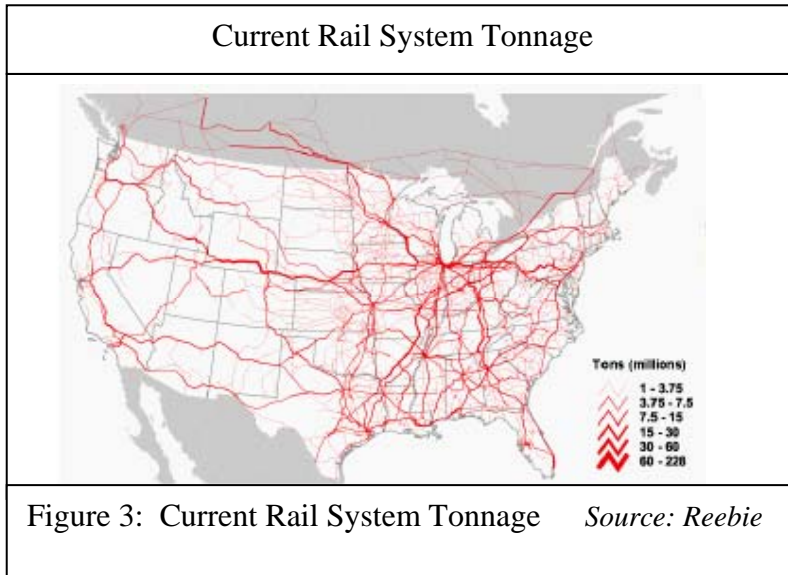 Current Rail System Tonnage
Tons (millions)
1 - 3.75
3.75 - 7.5
7.5 - 15
15 - 30
30 - 60
60 - 228
Figure 3:  Current Rail System Tonnage    Source: Reebie